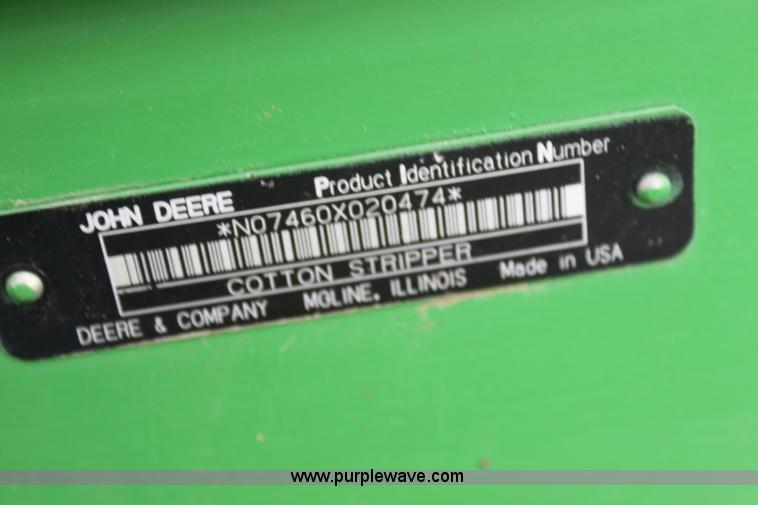 JOHN DEERE Product Identification Number
*N07460X020474*
COTTON STRIPPER
DEERE & COMPANY MOLINE, ILLINOIS Made in USA
www.purplewave.com